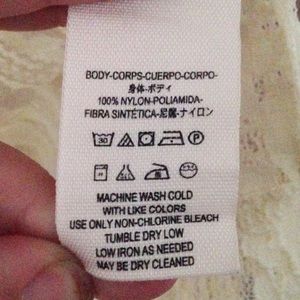 BODY-CORPS-CUERPO-CORPO-
身体-ボディ
100% NYLON-POLIAMIDA-
FIBRA SINTÉTICA-尼龍-ナイロン
MACHINE WASH COLD
WITH LIKE COLORS
USE ONLY NON-CHLORINE BLEACH
TUMBLE DRY LOW
LOW IRON AS NEEDED
MAY BE DRY CLEANED